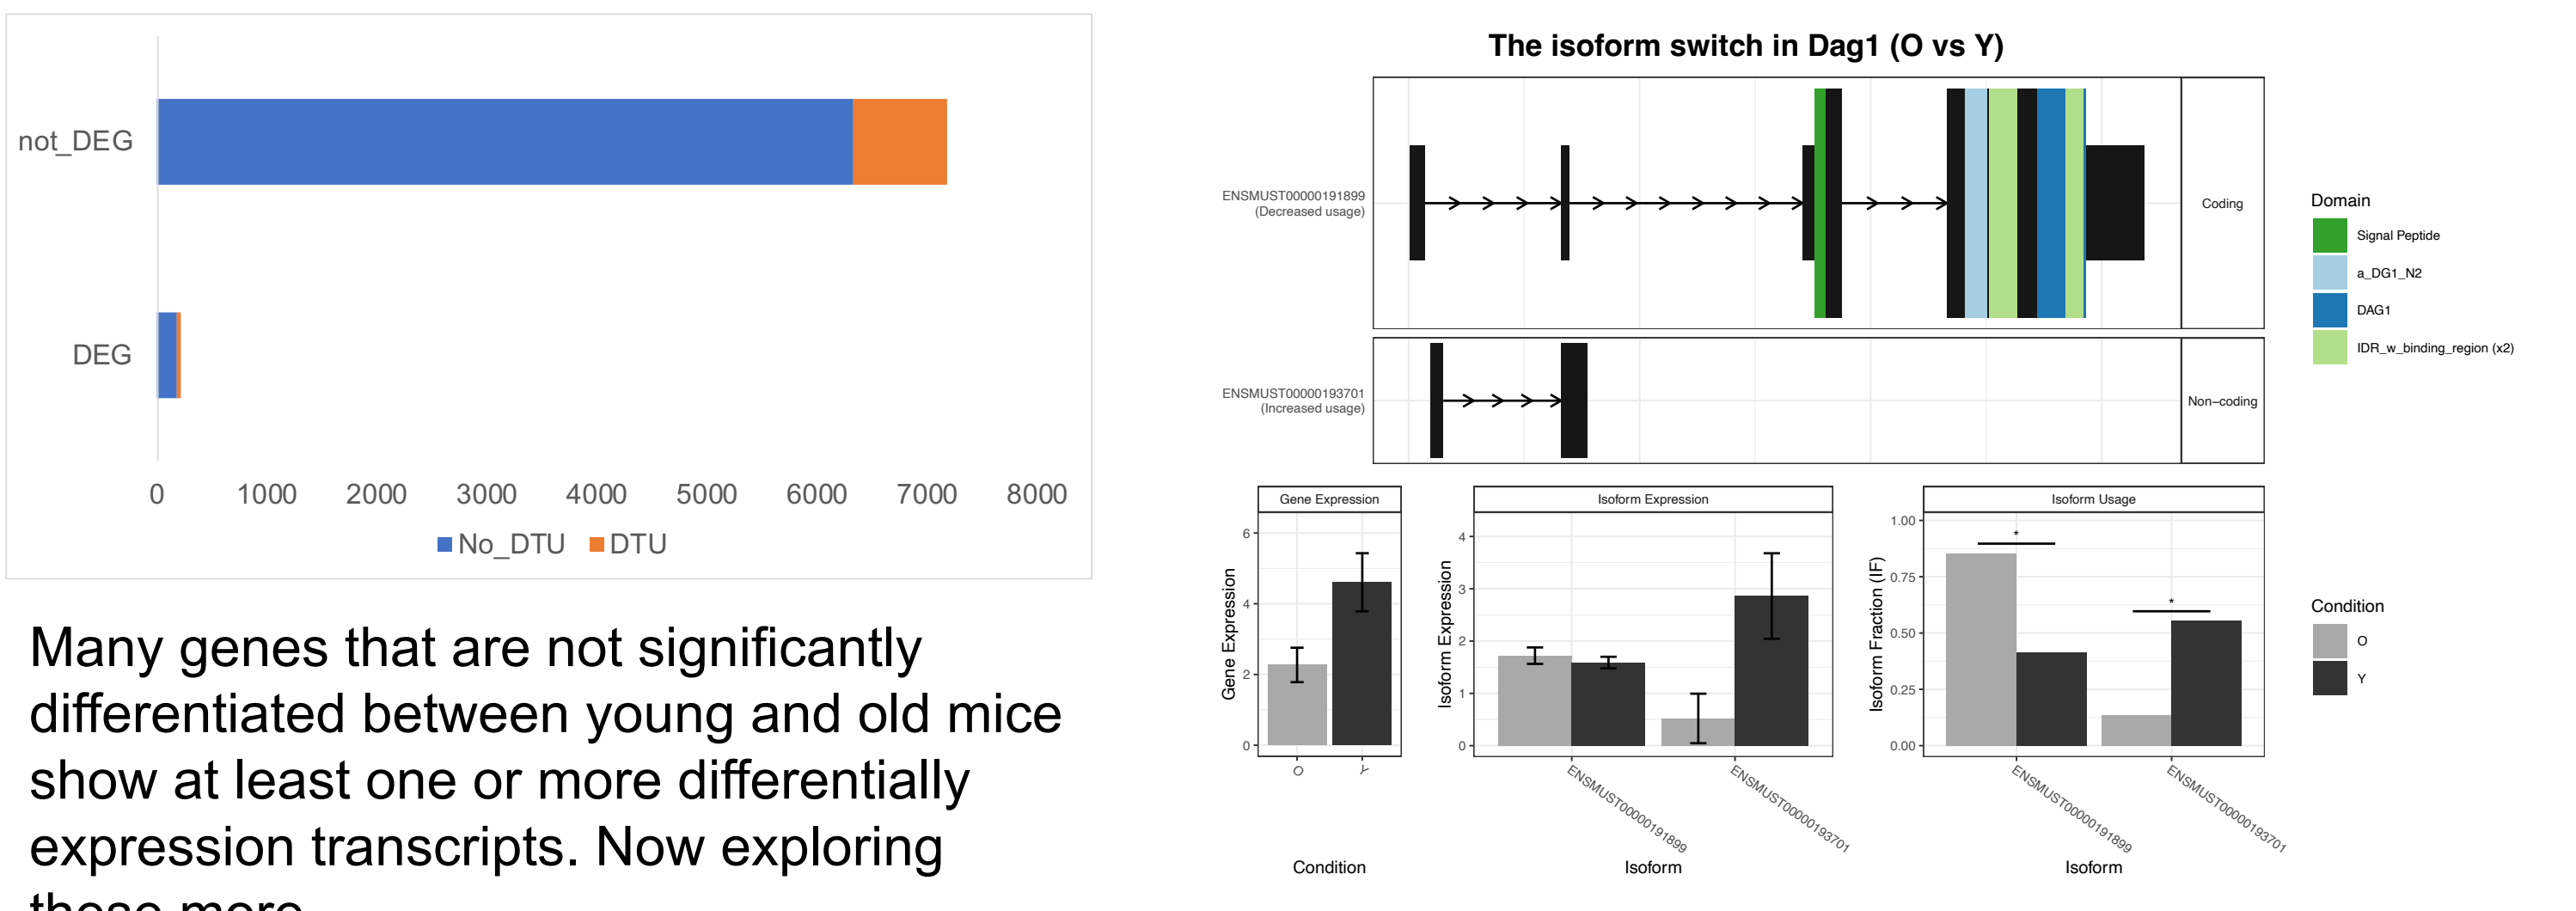 not_DEG
DEG
0 1000 2000 3000 4000 5000 6000 7000 8000
No_DTU DTU
Many genes that are not significantly
differentiated between young and old mice
show at least one or more differentially
expression transcripts. Now exploring
these more
The isoform switch in Dag1 (O vs Y)
ENSMUST00000191899
(Decreased usage)
Coding
ENSMUST00000193701
(Increased usage)
Non−coding
Domain
Signal Peptide
a_DG1_N2
DAG1
IDR_w_binding_region (x2)
Gene Expression
Gene Expression
6
4
2
0
O
Y
Condition
Isoform Expression
Isoform Expression
4
3
2
1
0
ENSMUST00000191899
ENSMUST00000193701
Isoform
Isoform Usage
Isoform Fraction (IF)
1.00
0.75
0.50
0.25
0.00
*
*
ENSMUST00000191899
ENSMUST00000193701
Isoform
Condition
O
Y